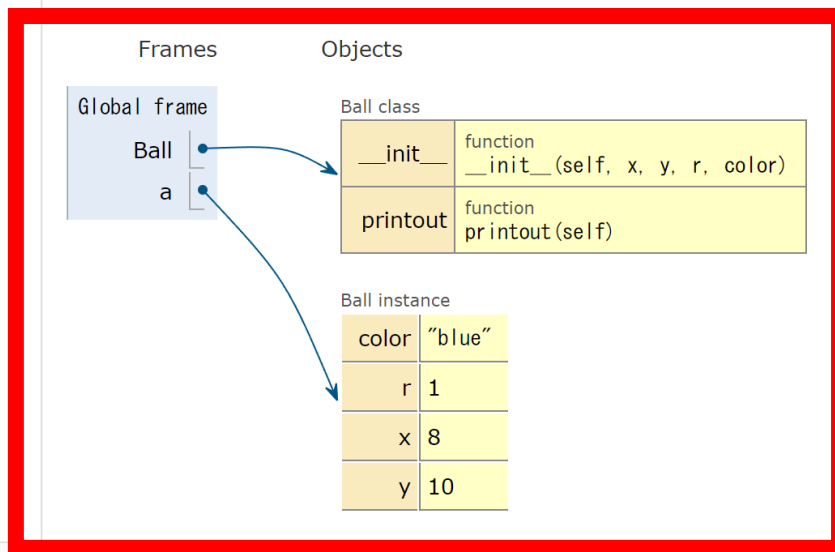 Frames Objects
Global frame
Ball
a
Ball class
__init__ function
__init__(self, x, y, r, color)
printout function
printout(self)
Ball instance
color "blue"
r 1
x 8
y 10